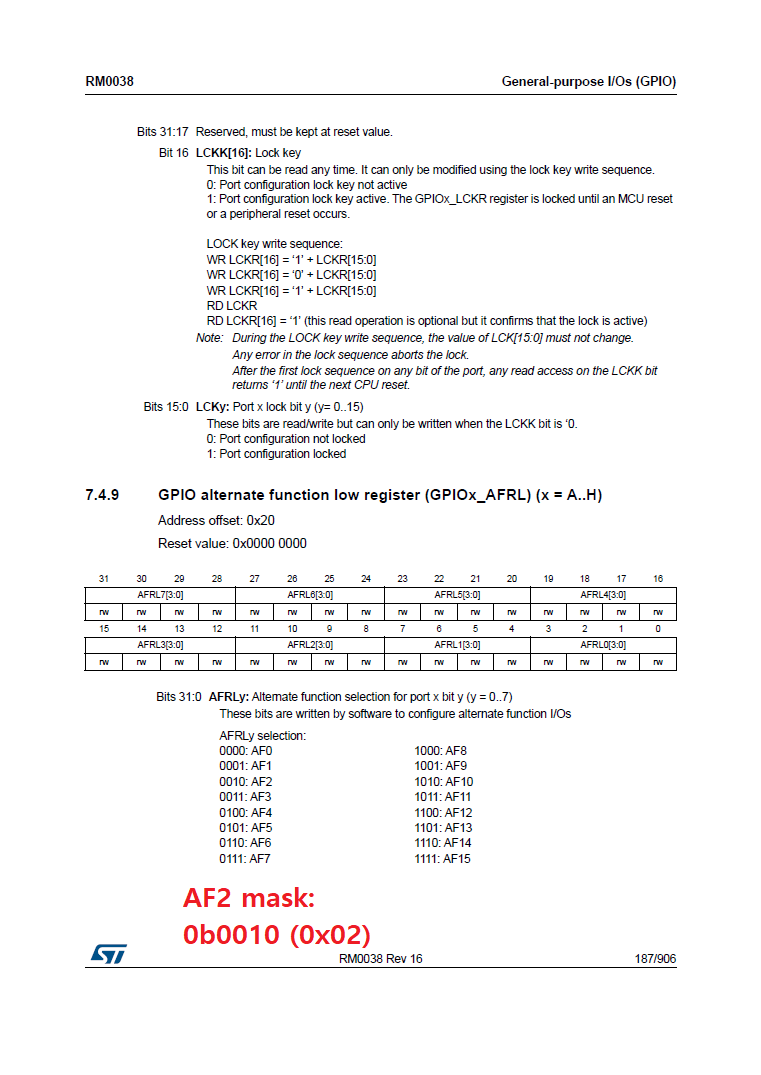 RM0038 General-purpose I/Os (GPIO)
Bits 31:17 Reserved, must be kept at reset value.
Bit 16 LCKK[16]: Lock key
This bit can be read any time. It can only be modified using the lock key write sequence.
0: Port configuration lock key not active
1: Port configuration lock key active. The GPIOx_LCKR register is locked until an MCU reset
or a peripheral reset occurs.
LOCK key write sequence:
WR LCKR[16] = ‘1’ + LCKR[15:0]
WR LCKR[16] = ‘0’ + LCKR[15:0]
WR LCKR[16] = ‘1’ + LCKR[15:0]
RD LCKR
RD LCKR[16] = ‘1’ (this read operation is optional but it confirms that the lock is active)
Note: During the LOCK key write sequence, the value of LCK[15:0] must not change.
Any error in the lock sequence aborts the lock.
After the first lock sequence on any bit of the port, any read access on the LCKK bit
returns ‘1’ until the next CPU reset.
Bits 15:0 LCKy: Port x lock bit y (y= 0..15)
These bits are read/write but can only be written when the LCKK bit is ‘0.
0: Port configuration not locked
1: Port configuration locked
7.4.9 GPIO alternate function low register (GPIOx_AFRL) (x = A..H)
Address offset: 0x20
Reset value: 0x0000 0000
31 30 29 28 27 26 25 24 23 22 21 20 19 18 17 16
AFRL7[3:0] AFRL6[3:0] AFRL5[3:0] AFRL4[3:0]
rw rw rw rw rw rw rw rw rw rw rw rw rw rw rw rw
15 14 13 12 11 10 9 8 7 6 5 4 3 2 1 0
AFRL3[3:0] AFRL2[3:0] AFRL1[3:0] AFRL0[3:0]
rw rw rw rw rw rw rw rw rw rw rw rw rw rw rw rw
Bits 31:0 AFRLy: Alternate function selection for port x bit y (y = 0..7)
These bits are written by software to configure alternate function I/Os
AFRLy selection:
0000: AF0 1000: AF8
0001: AF1 1001: AF9
0010: AF2 1010: AF10
0011: AF3 1011: AF11
0100: AF4 1100: AF12
0101: AF5 1101: AF13
0110: AF6 1110: AF14
0111: AF7 1111: AF15
AF2 mask:
0b0010 (0x02)
ST
RM0038 Rev 16 187/906